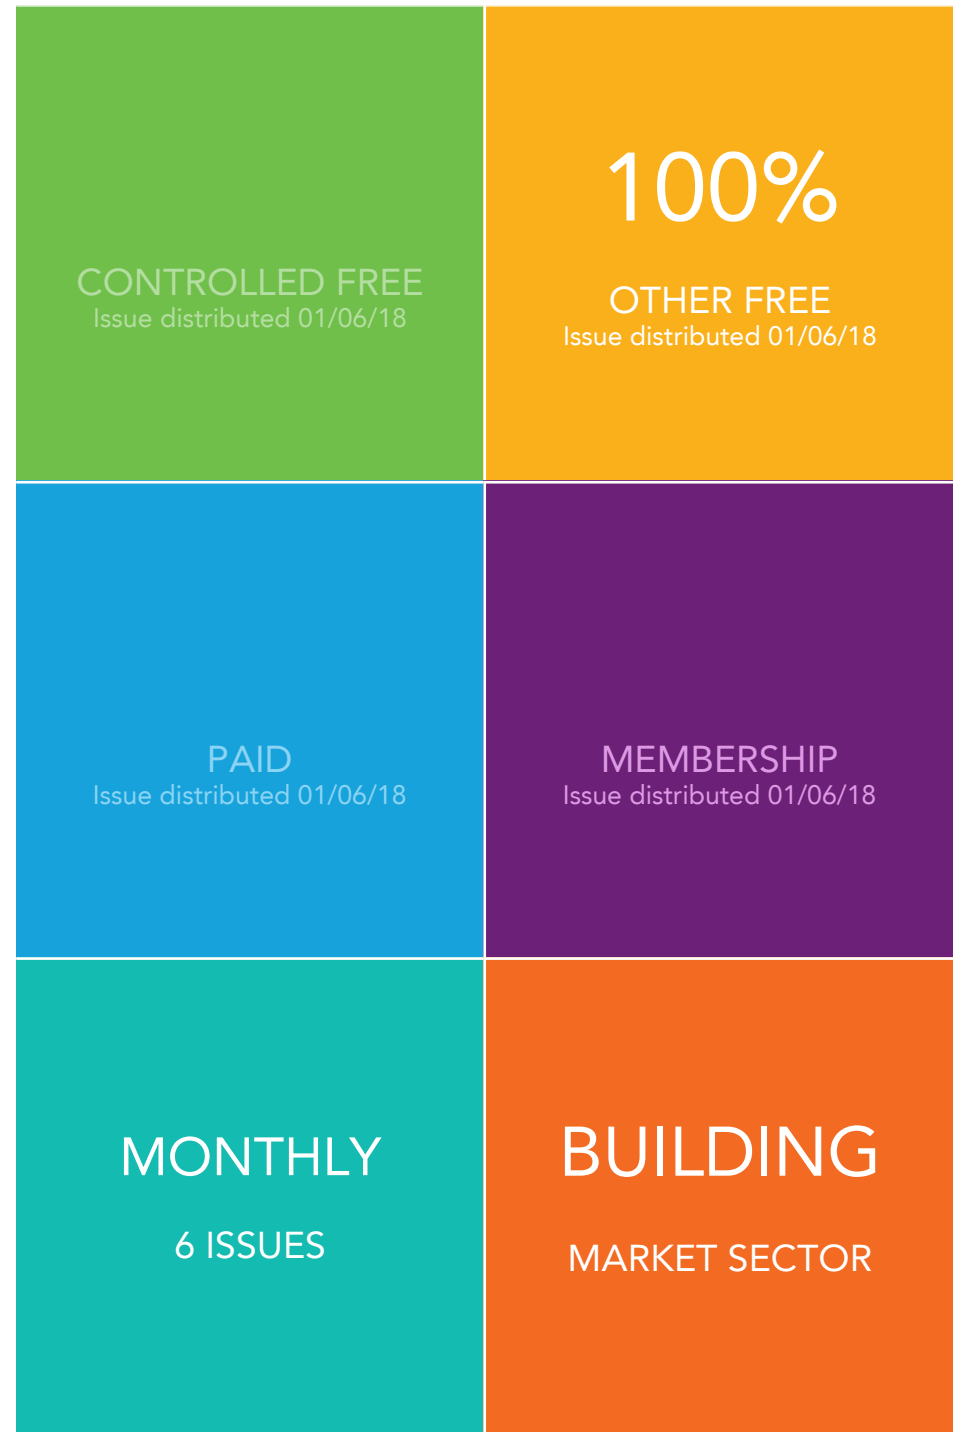 CONTROLLED FREE
Issue distributed 01/06/18
100%
OTHER FREE
Issue distributed 01/06/18
PAID
Issue distributed 01/06/18
MEMBERSHIP
Issue distributed 01/06/18
MONTHLY
6 ISSUES
BUILDING
MARKET SECTOR